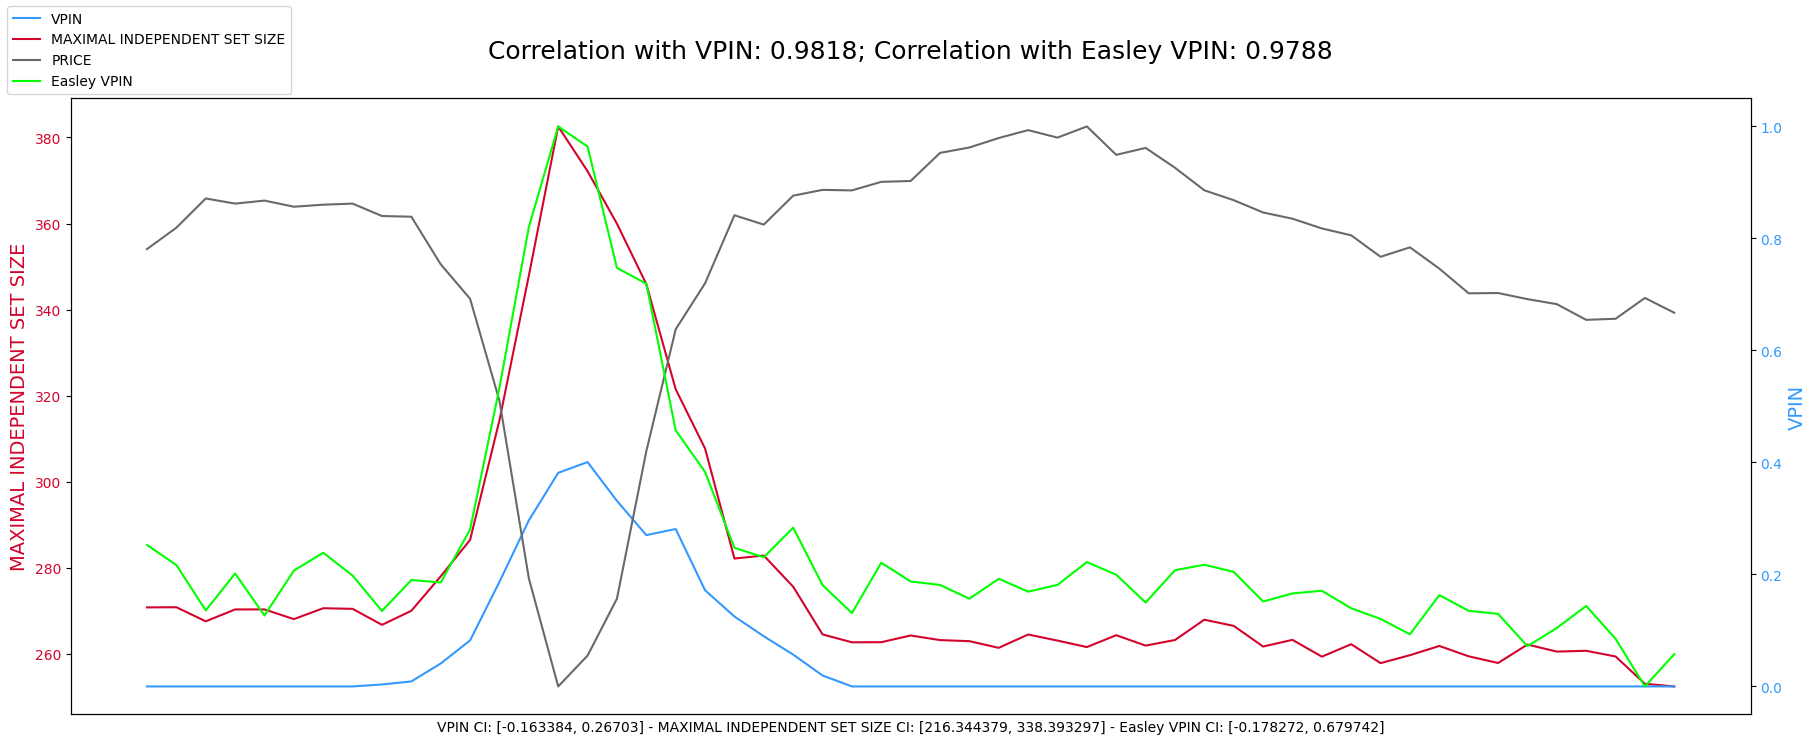 VPIN
MAXIMAL INDEPENDENT SET SIZE
PRICE
Easley VPIN
Correlation with VPIN: 0.9818; Correlation with Easley VPIN: 0.9788
MAXIMAL INDEPENDENT SET SIZE
380
360
340
320
300
280
260
1.0
0.8
0.6
0.4
0.2
0.0
VPIN
VPIN CI: [-0.163384, 0.26703] - MAXIMAL INDEPENDENT SET SIZE CI: [216.344379, 338.393297] - Easley VPIN CI: [-0.178272, 0.679742]